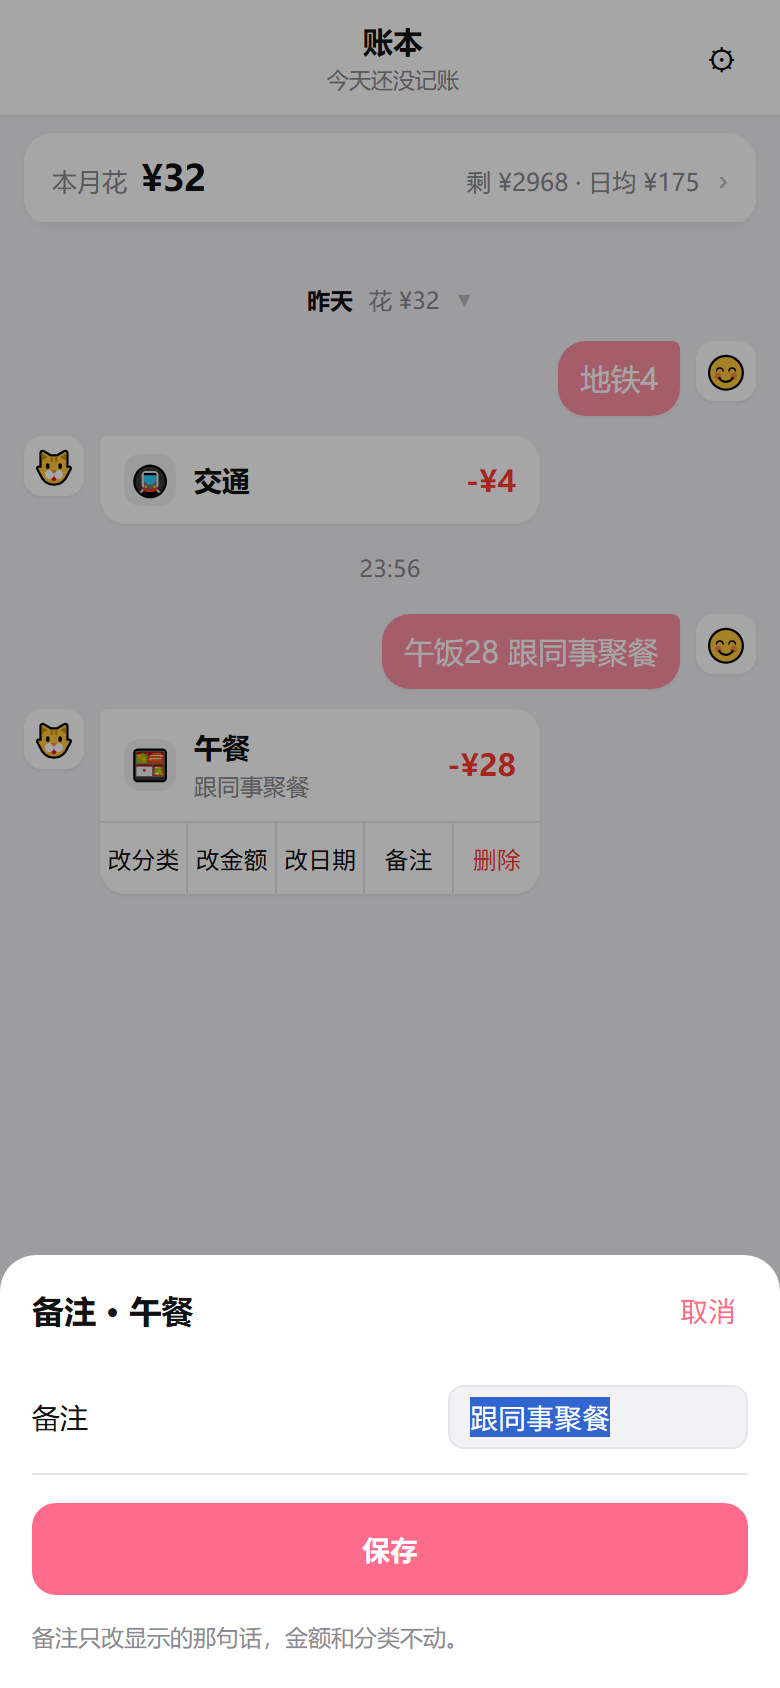 账本
今天还没记账
本月花 ¥32
剩 ¥2968 · 日均 ¥175 ›
昨天 花 ¥32 ▼
地铁4
交通 -¥4
23:56
午饭28 跟同事聚餐
午餐
跟同事聚餐
-¥28
改分类 改金额 改日期 备注 删除
备注 · 午餐
取消
备注
跟同事聚餐
保存
备注只改显示的那句话，金额和分类不动。